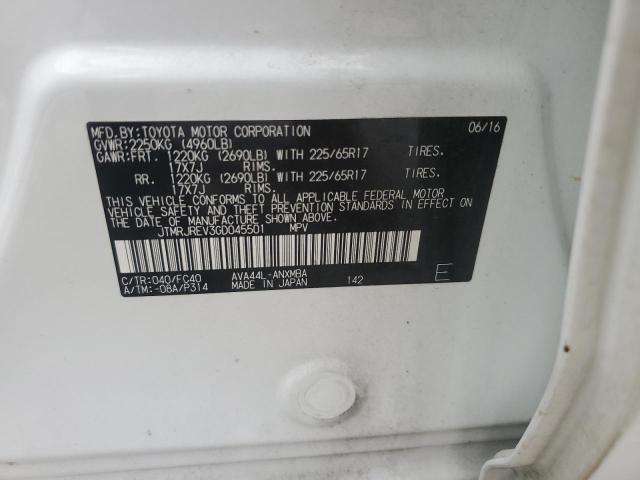 MFD.BY:TOYOTA MOTOR CORPORATION 06/16
GVWR:2250KG (4960LB)
GAWR:FRT. 1220KG (2690LB) WITH 225/65R17 TIRES.
17X7J RIMS.
RR. 1220KG (2690LB) WITH 225/65R17 TIRES.
17X7J RIMS.
THIS VEHICLE CONFORMS TO ALL APPLICABLE FEDERAL MOTOR
VEHICLE SAFETY AND THEFT PREVENTION STANDARDS IN EFFECT ON
THE DATE OF MANUFACTURE SHOWN ABOVE.
JTMRJREV3GD045501 MPV
C/TR:040/FC40 AVA44L-ANXMBA
A/TM:-08A/P314 MADE IN JAPAN 142 E